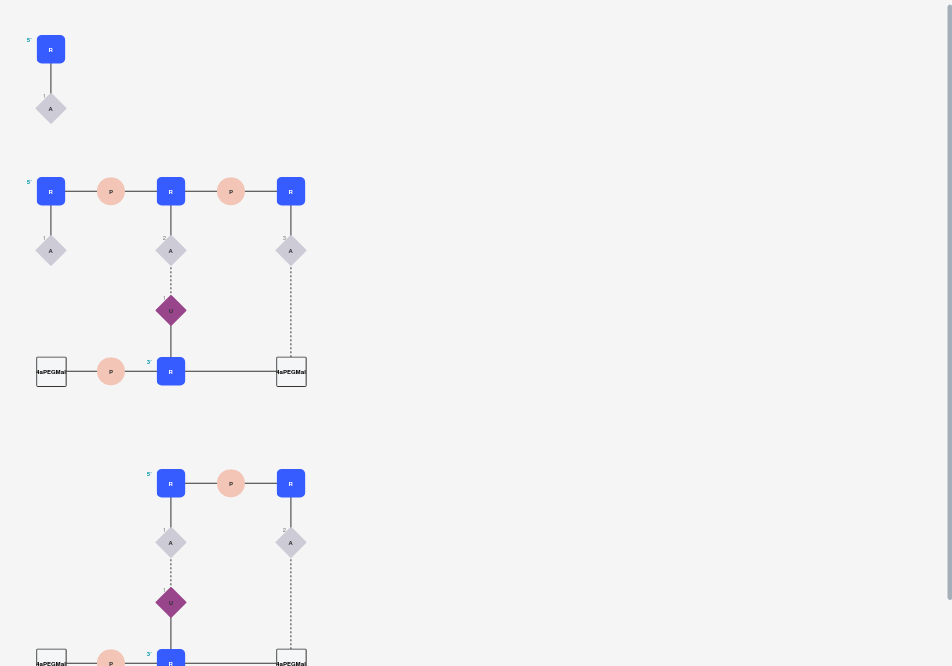 5'
R
1
A
5'
R P R P R
1 2 3
A A A
1
U
3'
4aPEGMal P R 4aPEGMal
5'
R P R
1 2
A A
1
U
3'
4aPEGMal P R 4aPEGMal